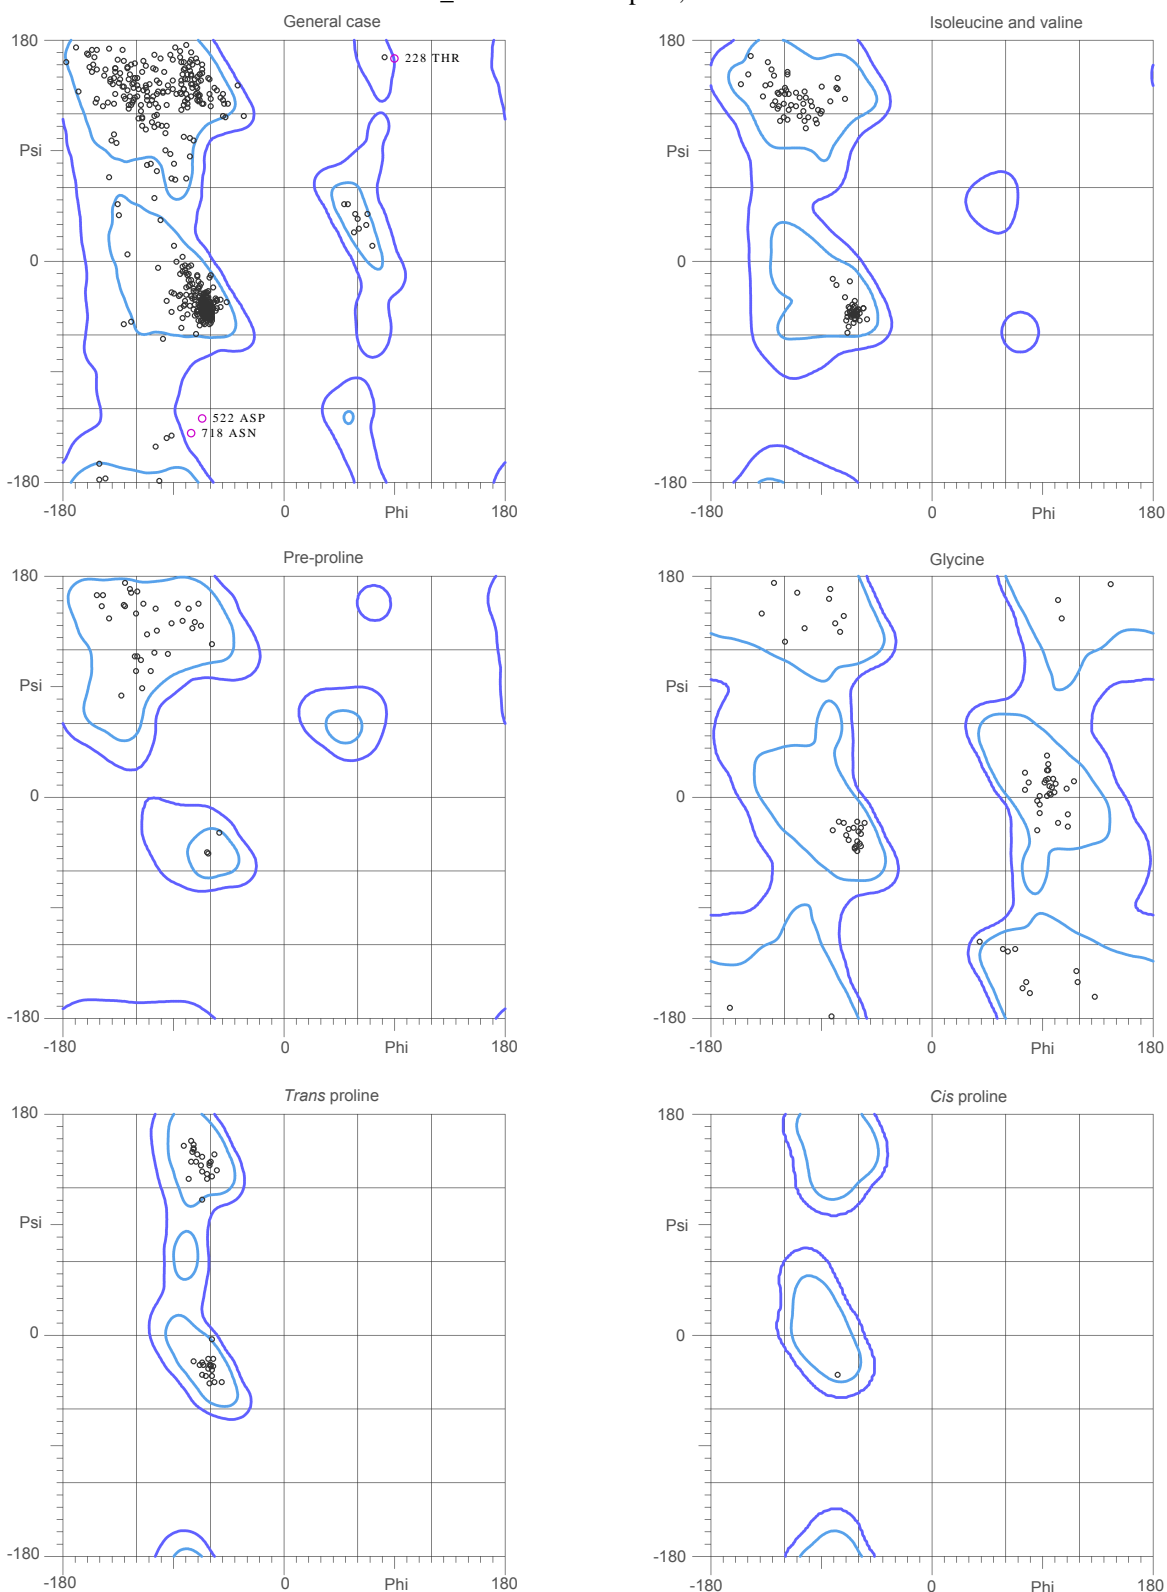 General case
180
228 THR
Psi
0
522 ASP
718 ASN
-180
-180
0
Phi
180
Isoleucine and valine
180
Psi
0
-180
-180
0
Phi
180
Pre-proline
180
Psi
0
-180
-180
0
Phi
180
Glycine
180
Psi
0
-180
-180
0
Phi
180
Trans proline
180
Psi
0
-180
-180
0
Phi
180
Cis proline
180
Psi
0
-180
-180
0
Phi
180